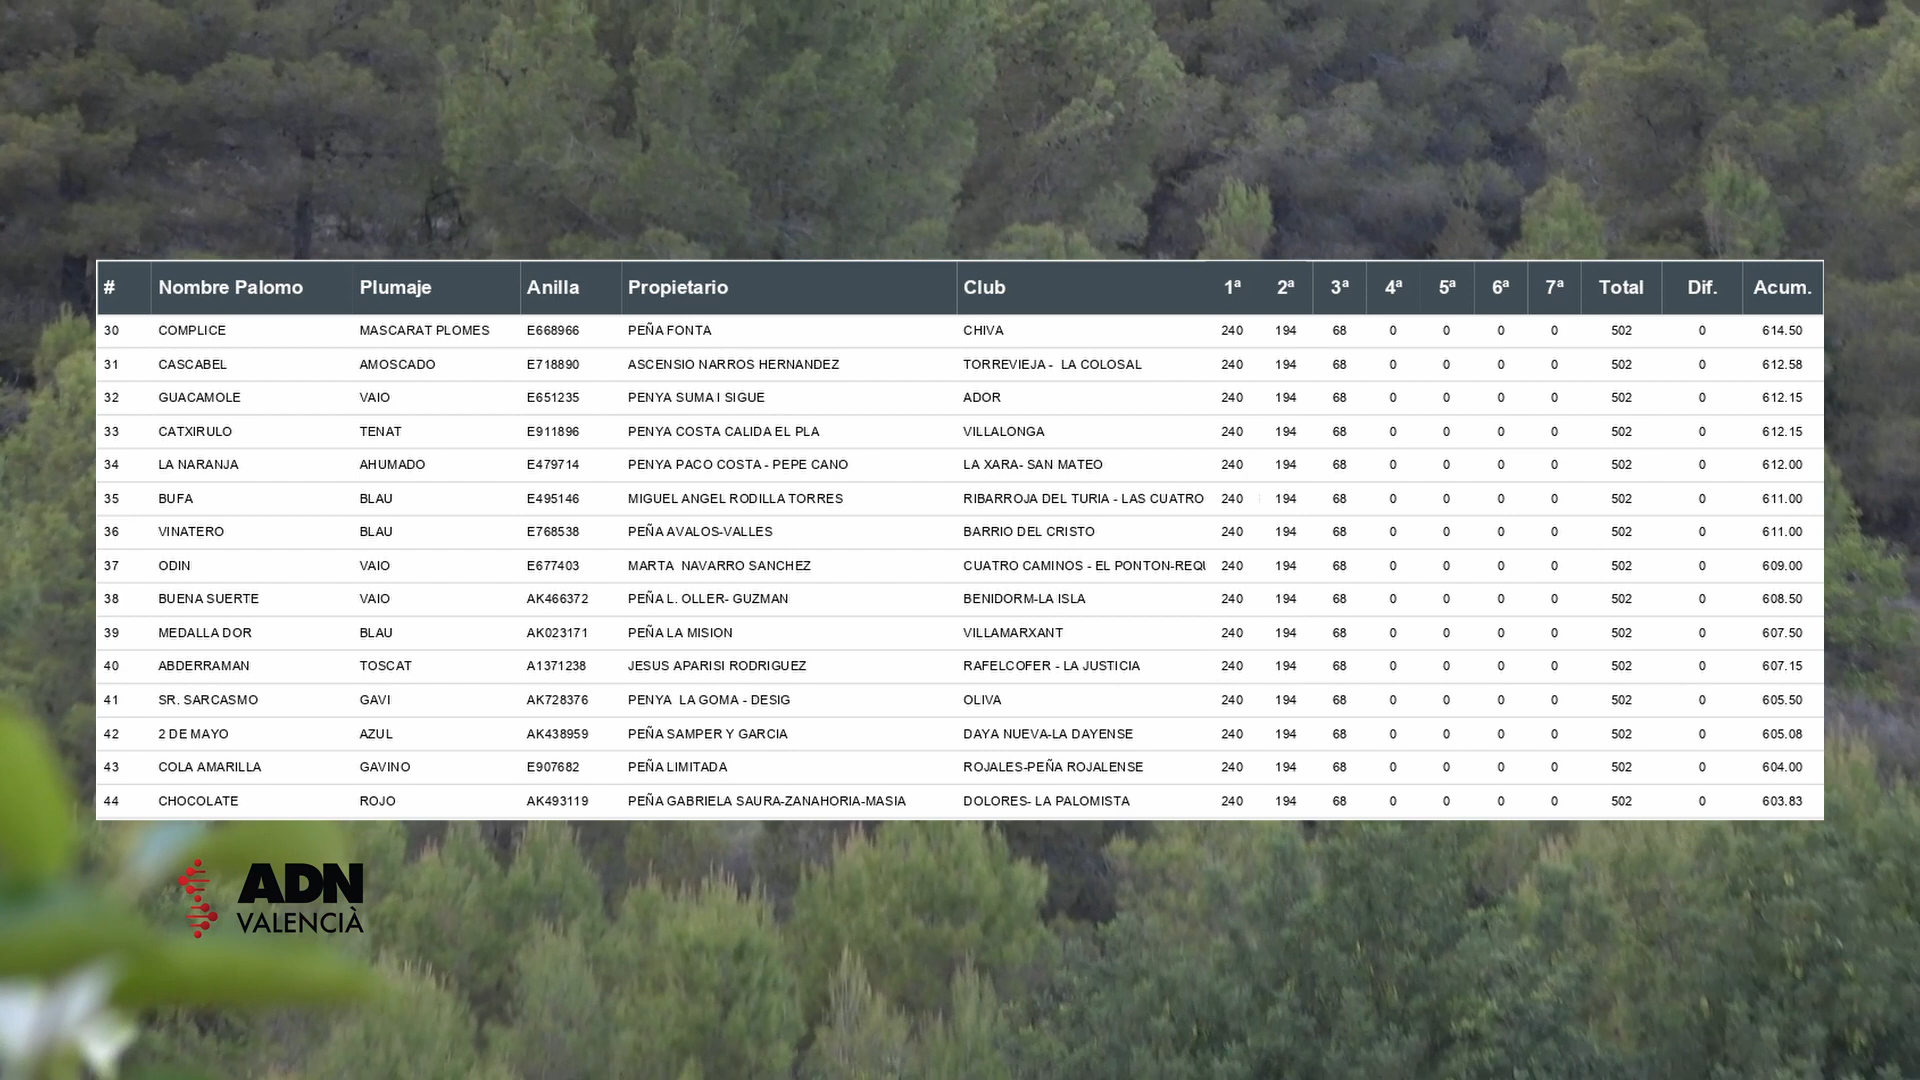 # Nombre Palomo Plumaje Anilla Propietario Club 1ª 2ª 3ª 4ª 5ª 6ª 7ª Total Dif. Acum.
30 COMPLICE MASCARAT PLOMES E668966 PEÑA FONTA CHIVA 240 194 68 0 0 0 0 502 0 614.50
31 CASCABEL AMOSCADO E718890 ASCENSIO NARROS HERNANDEZ TORREVIEJA - LA COLOSAL 240 194 68 0 0 0 0 502 0 612.58
32 GUACAMOLE VAIO E651235 PENYA SUMA I SIGUE ADOR 240 194 68 0 0 0 0 502 0 612.15
33 CATXIRULO TENAT E911896 PENYA COSTA CALIDA EL PLA VILLALONGA 240 194 68 0 0 0 0 502 0 612.15
34 LA NARANJA AHUMADO E479714 PENYA PACO COSTA - PEPE CANO LA XARA- SAN MATEO 240 194 68 0 0 0 0 502 0 612.00
35 BUFA BLAU E495146 MIGUEL ANGEL RODILLA TORRES RIBARROJA DEL TURIA - LAS CUATRO 240 194 68 0 0 0 0 502 0 611.00
36 VINATERO BLAU E768538 PEÑA AVALOS-VALLES BARRIO DEL CRISTO 240 194 68 0 0 0 0 502 0 611.00
37 ODIN VAIO E677403 MARTA NAVARRO SANCHEZ CUATRO CAMINOS - EL PONTON-REQU 240 194 68 0 0 0 0 502 0 609.00
38 BUENA SUERTE VAIO AK466372 PEÑA L. OLLER- GUZMAN BENIDORM-LA ISLA 240 194 68 0 0 0 0 502 0 608.50
39 MEDALLA DOR BLAU AK023171 PEÑA LA MISION VILLAMARXANT 240 194 68 0 0 0 0 502 0 607.50
40 ABDERRAMAN TOSCAT A1371238 JESUS APARISI RODRIGUEZ RAFELCOFER - LA JUSTICIA 240 194 68 0 0 0 0 502 0 607.15
41 SR. SARCASMO GAVI AK728376 PENYA LA GOMA - DESIG OLIVA 240 194 68 0 0 0 0 502 0 605.50
42 2 DE MAYO AZUL AK438959 PEÑA SAMPER Y GARCIA DAYA NUEVA-LA DAYENSE 240 194 68 0 0 0 0 502 0 605.08
43 COLA AMARILLA GAVINO E907682 PEÑA LIMITADA ROJALES-PEÑA ROJALENSE 240 194 68 0 0 0 0 502 0 604.00
44 CHOCOLATE ROJO AK493119 PEÑA GABRIELA SAURA-ZANAHORIA-MASIA DOLORES- LA PALOMISTA 240 194 68 0 0 0 0 502 0 603.83
ADN
VALENCIÀ